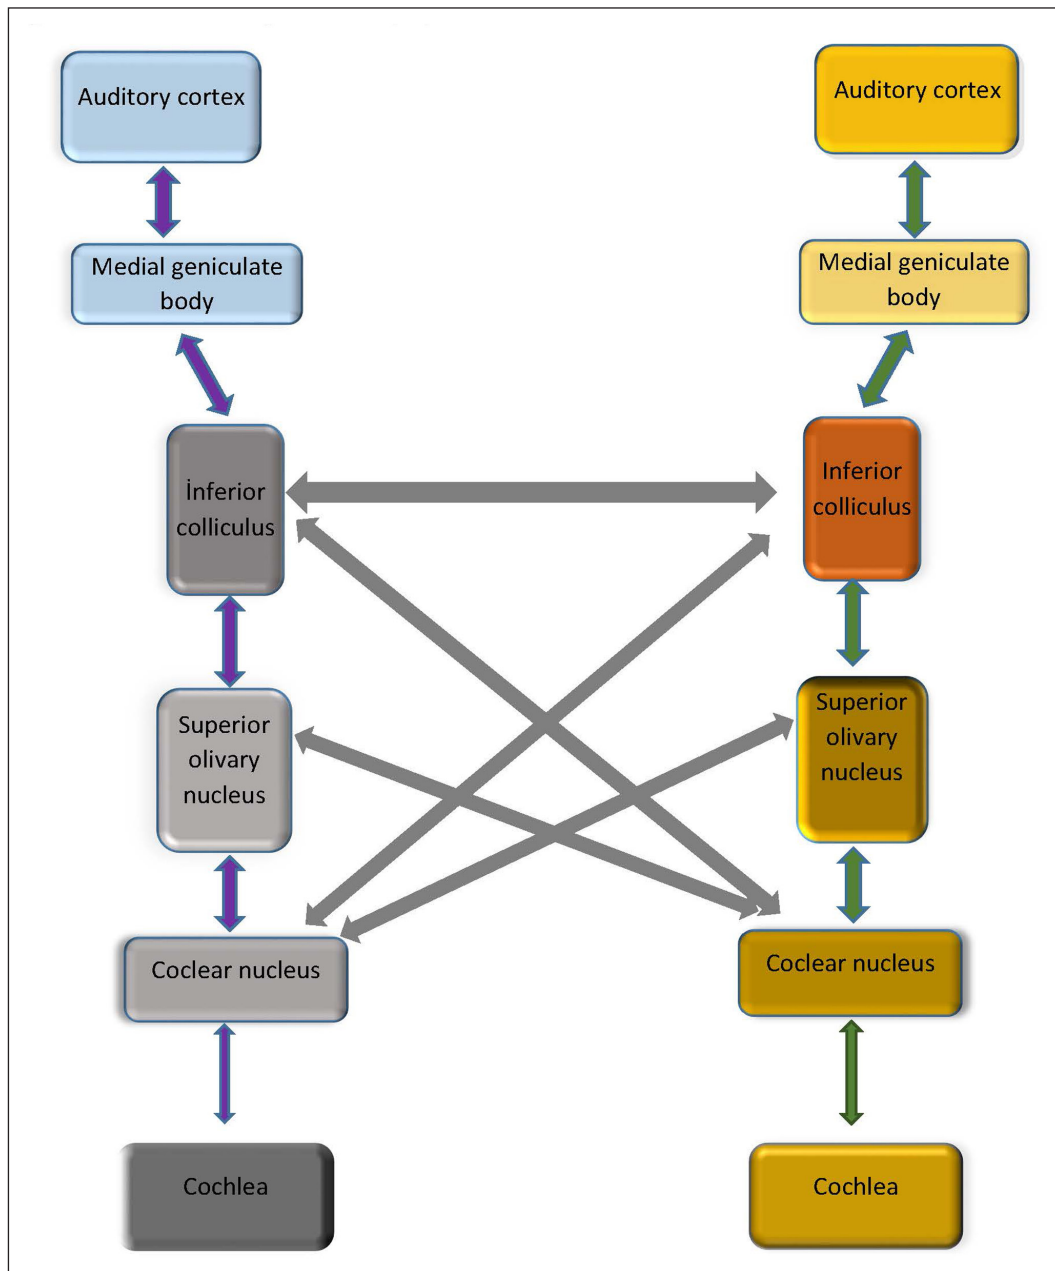 Auditory cortex
Auditory cortex
Medial geniculate
body
Medial geniculate
body
İnferior
colliculus
Inferior
colliculus
Superior
olivary
nucleus
Superior
olivary
nucleus
Coclear nucleus
Coclear nucleus
Cochlea
Cochlea